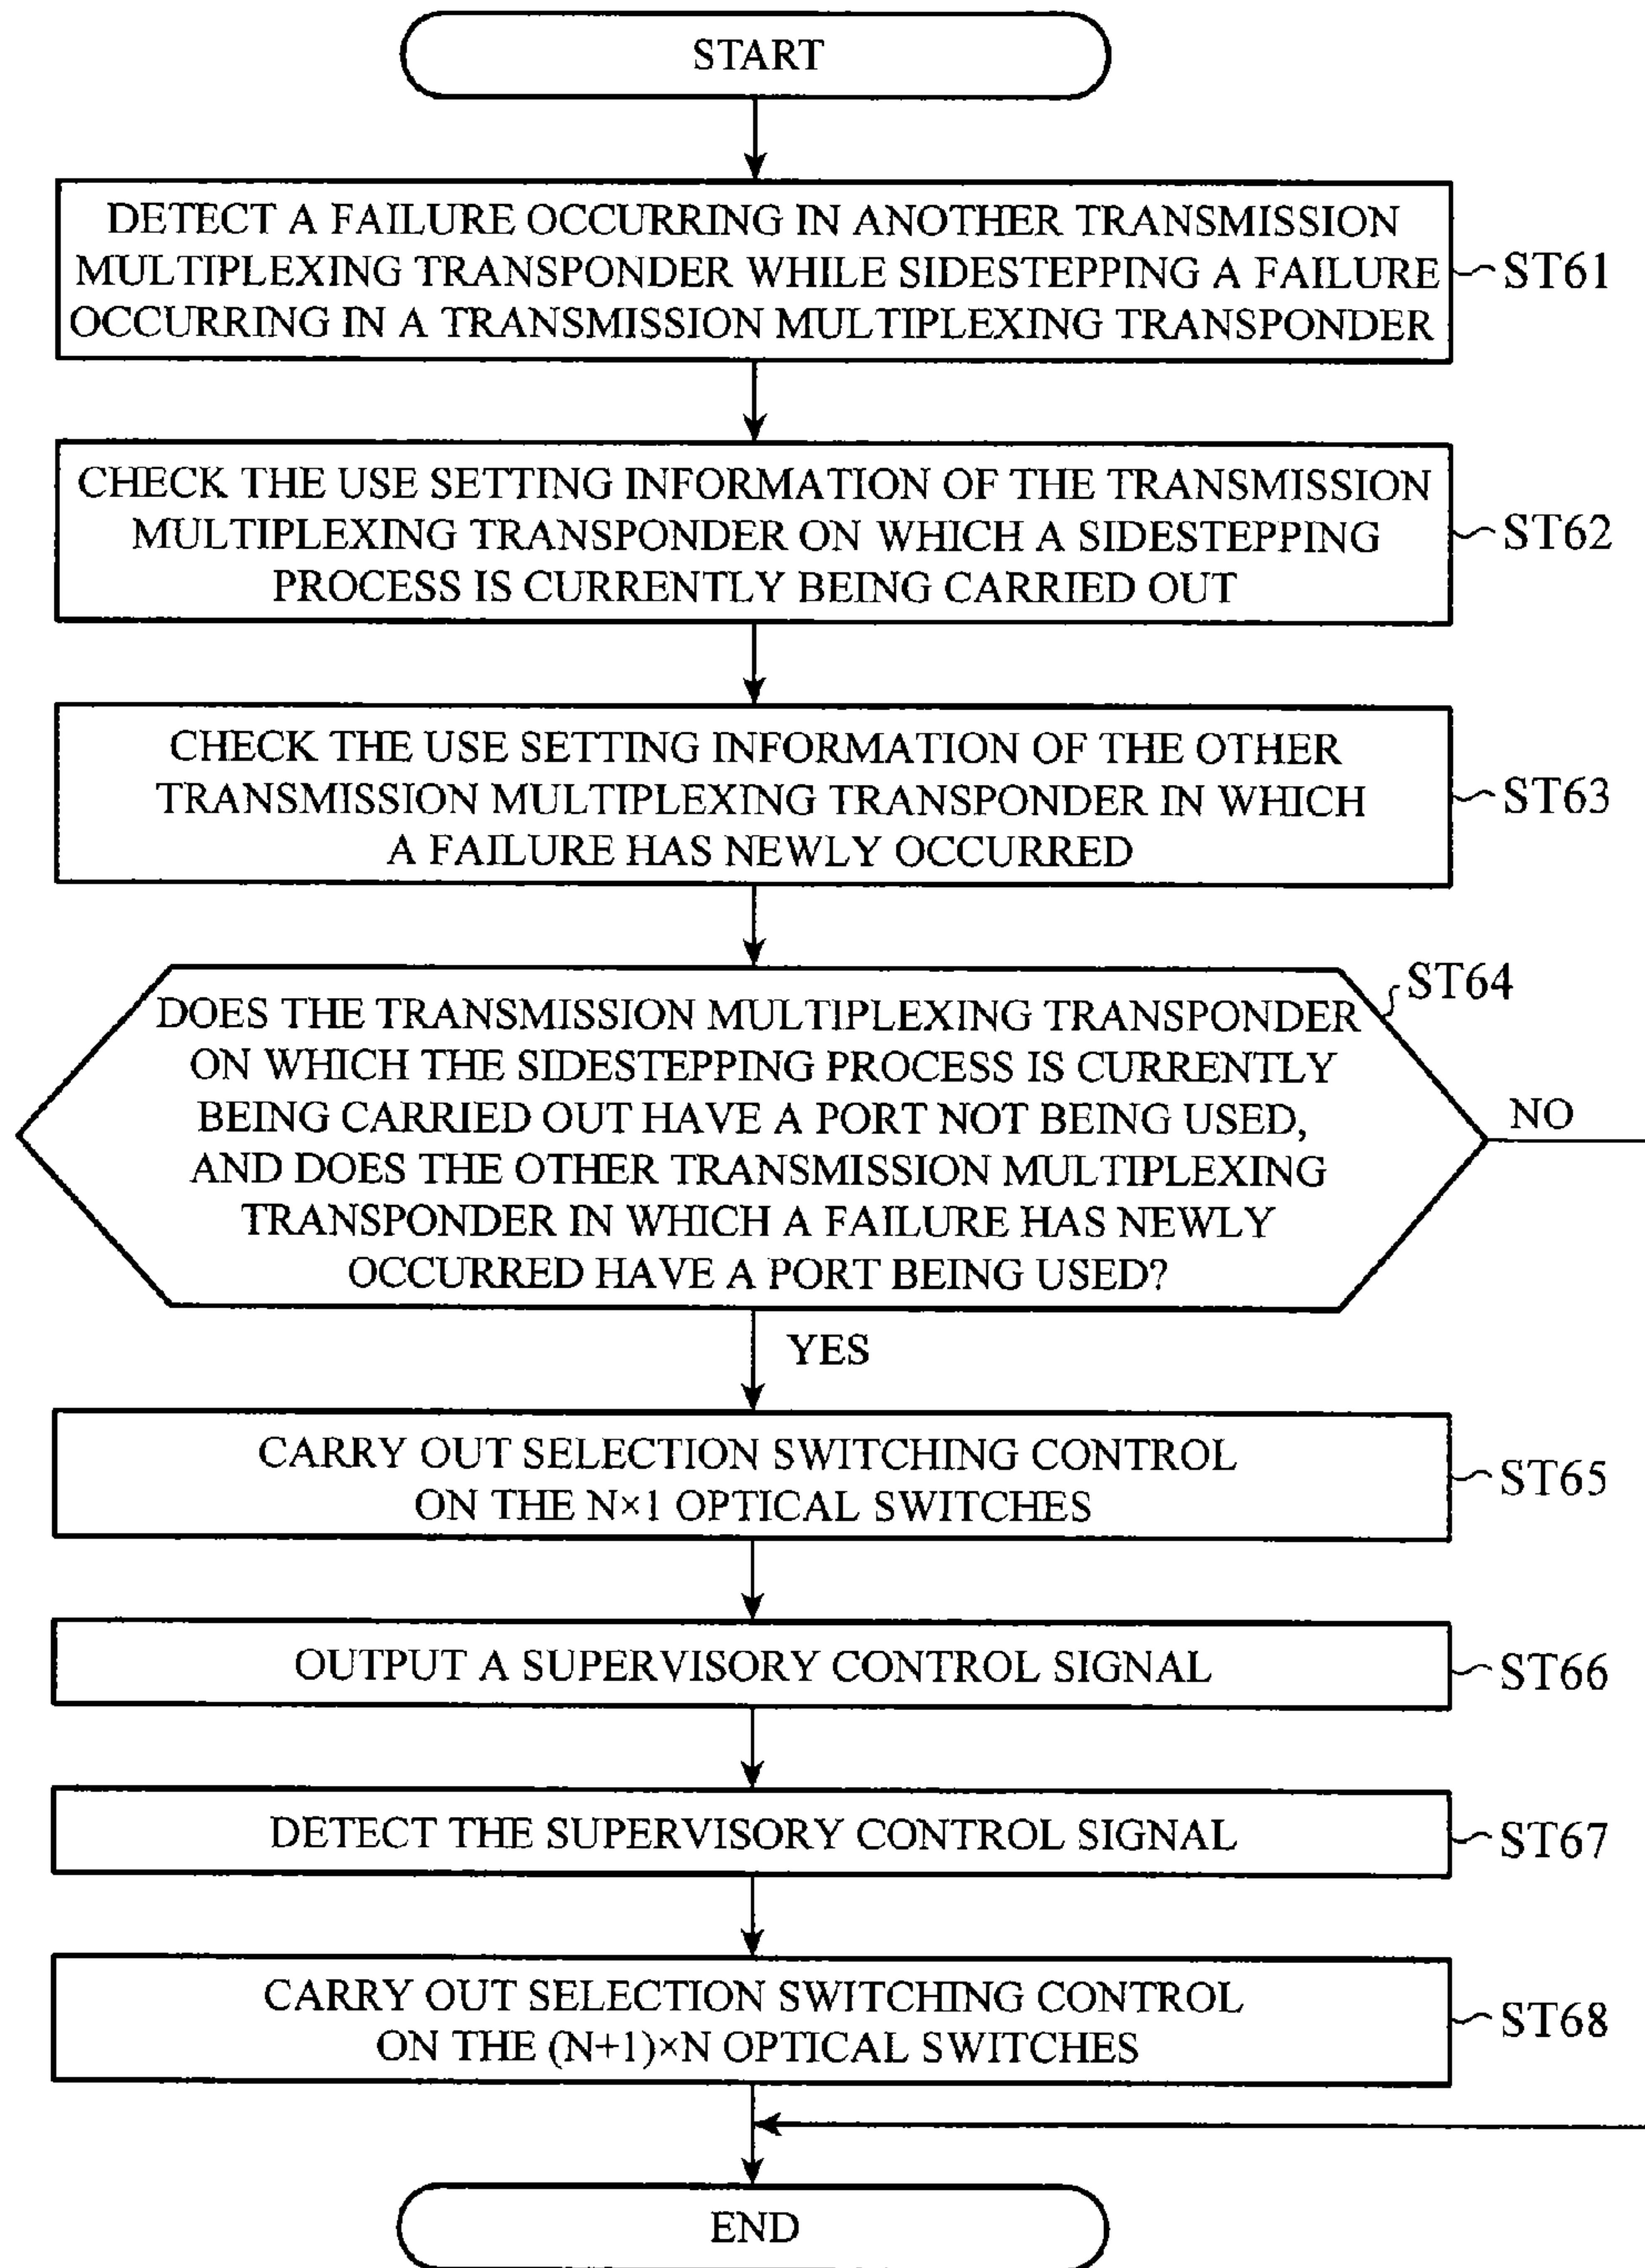 START
DETECT A FAILURE OCCURRING IN ANOTHER TRANSMISSION
MULTIPLEXING TRANSPONDER WHILE SIDESTEPPING A FAILURE
OCCURRING IN A TRANSMISSION MULTIPLEXING TRANSPONDER
ST61
CHECK THE USE SETTING INFORMATION OF THE TRANSMISSION
MULTIPLEXING TRANSPONDER ON WHICH A SIDESTEPPING
PROCESS IS CURRENTLY BEING CARRIED OUT
ST62
CHECK THE USE SETTING INFORMATION OF THE OTHER
TRANSMISSION MULTIPLEXING TRANSPONDER IN WHICH
A FAILURE HAS NEWLY OCCURRED
ST63
ST64
DOES THE TRANSMISSION MULTIPLEXING TRANSPONDER
ON WHICH THE SIDESTEPPING PROCESS IS CURRENTLY
BEING CARRIED OUT HAVE A PORT NOT BEING USED,
AND DOES THE OTHER TRANSMISSION MULTIPLEXING
TRANSPONDER IN WHICH A FAILURE HAS NEWLY
OCCURRED HAVE A PORT BEING USED?
NO
YES
CARRY OUT SELECTION SWITCHING CONTROL
ON THE N×1 OPTICAL SWITCHES
ST65
OUTPUT A SUPERVISORY CONTROL SIGNAL
ST66
DETECT THE SUPERVISORY CONTROL SIGNAL
ST67
CARRY OUT SELECTION SWITCHING CONTROL
ON THE (N+1)×N OPTICAL SWITCHES
ST68
END